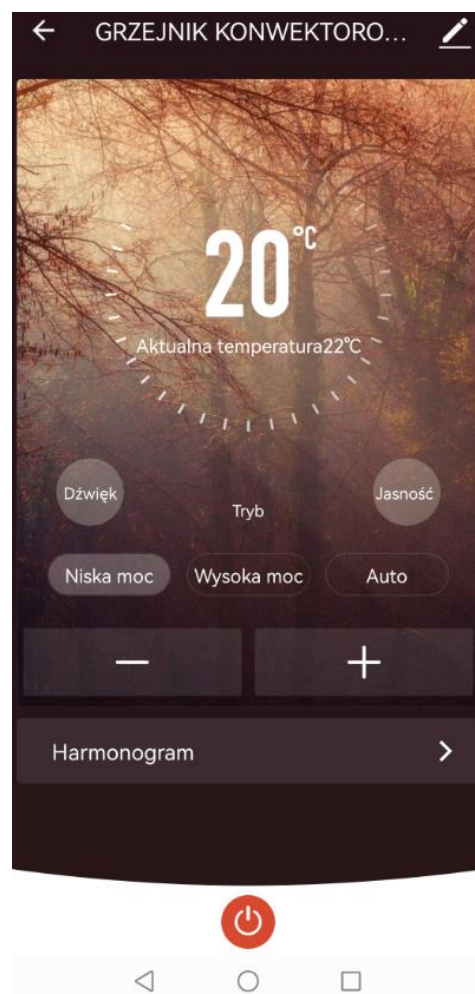 GRZEJNIK KONWEKTORO...
20°C
Aktualna temperatura22°C
Dźwięk
Tryb
Jasność
Niska moc
Wysoka moc
Auto
Harmonogram